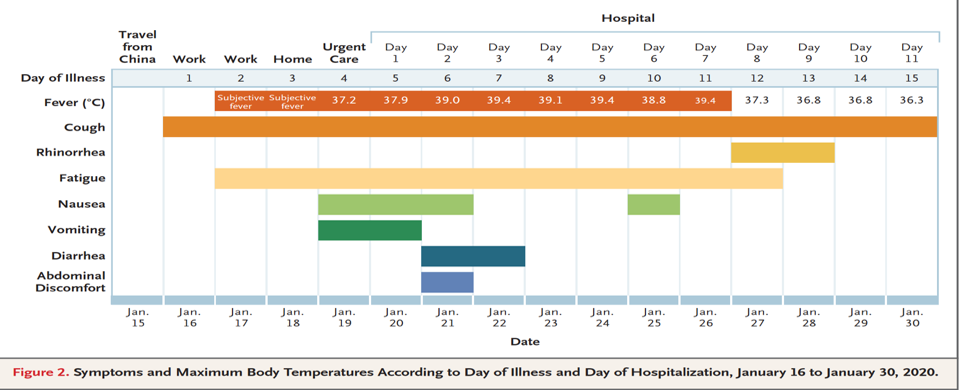 Hospital
Travel from China Work Work Home Urgent Care Day 1 Day 2 Day 3 Day 4 Day 5 Day 6 Day 7 Day 8 Day 9 Day 10 Day 11
Day of Illness 1 2 3 4 5 6 7 8 9 10 11 12 13 14 15
Fever (°C) Subjective fever Subjective fever 37.2 37.9 39.0 39.4 39.1 39.4 38.8 39.4 37.3 36.8 36.8 36.3
Cough
Rhinorrhea
Fatigue
Nausea
Vomiting
Diarrhea
Abdominal
Discomfort
Jan. 15 Jan. 16 Jan. 17 Jan. 18 Jan. 19 Jan. 20 Jan. 21 Jan. 22 Jan. 23 Jan. 24 Jan. 25 Jan. 26 Jan. 27 Jan. 28 Jan. 29 Jan. 30
Date
Figure 2. Symptoms and Maximum Body Temperatures According to Day of Illness and Day of Hospitalization, January 16 to January 30, 2020.